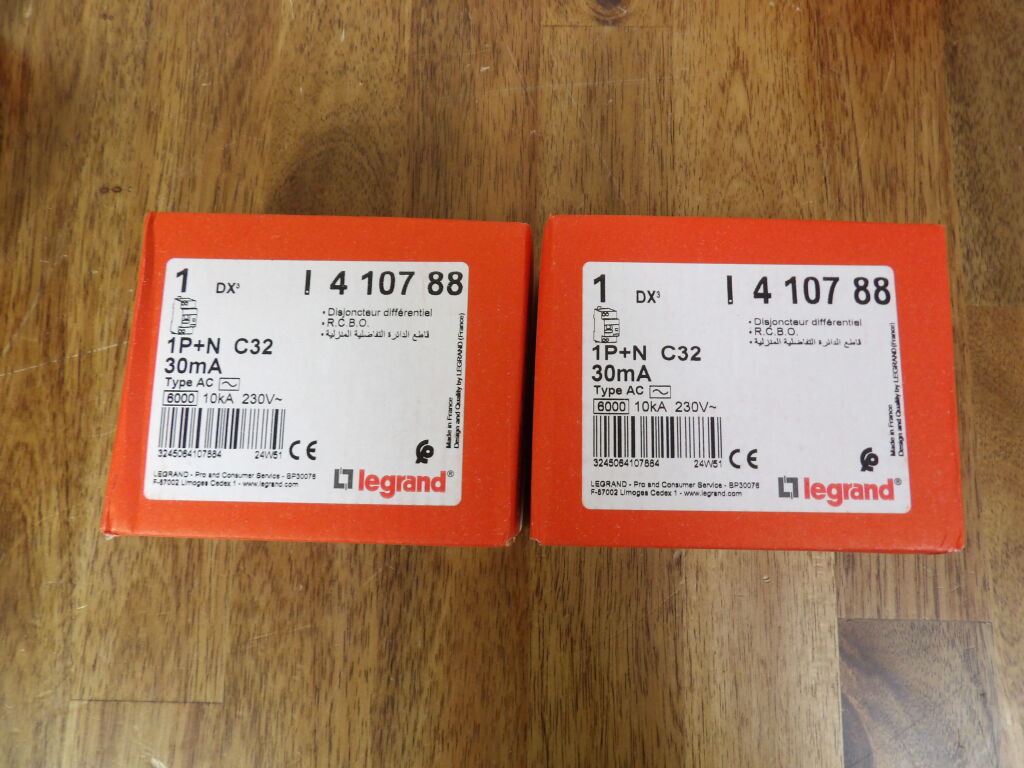 1 DX³ 4 107 88
• Disjoncteur différentiel
• R.C.B.O.
• قاطع الدائرة التفاضلية المنزلية
1P+N C32
30mA
Type AC
6000 10kA 230V~
3245064107884 24W51
CE
LEGRAND - Pro and Consumer Service - BP30076
F-87002 Limoges Cedex 1 - www.legrand.com
legrand®
Made in France
Design and Quality by LEGRAND (France)
1 DX³ 4 107 88
• Disjoncteur différentiel
• R.C.B.O.
• قاطع الدائرة التفاضلية المنزلية
1P+N C32
30mA
Type AC
6000 10kA 230V~
3245064107884 24W51
CE
LEGRAND - Pro and Consumer Service - BP30076
F-87002 Limoges Cedex 1 - www.legrand.com
legrand®
Made in France
Design and Quality by LEGRAND (France)